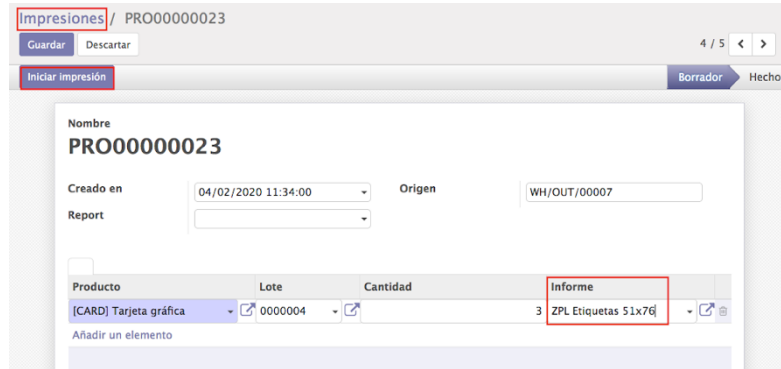 Impresiones / PRO00000023
Guardar Descartar 4 / 5
Iniciar impresión Borrador Hecho
Nombre
PRO00000023
Creado en 04/02/2020 11:34:00 Origen WH/OUT/00007
Report
Producto Lote Cantidad Informe
[CARD] Tarjeta gráfica 0000004 3 ZPL Etiquetas 51x76
Añadir un elemento